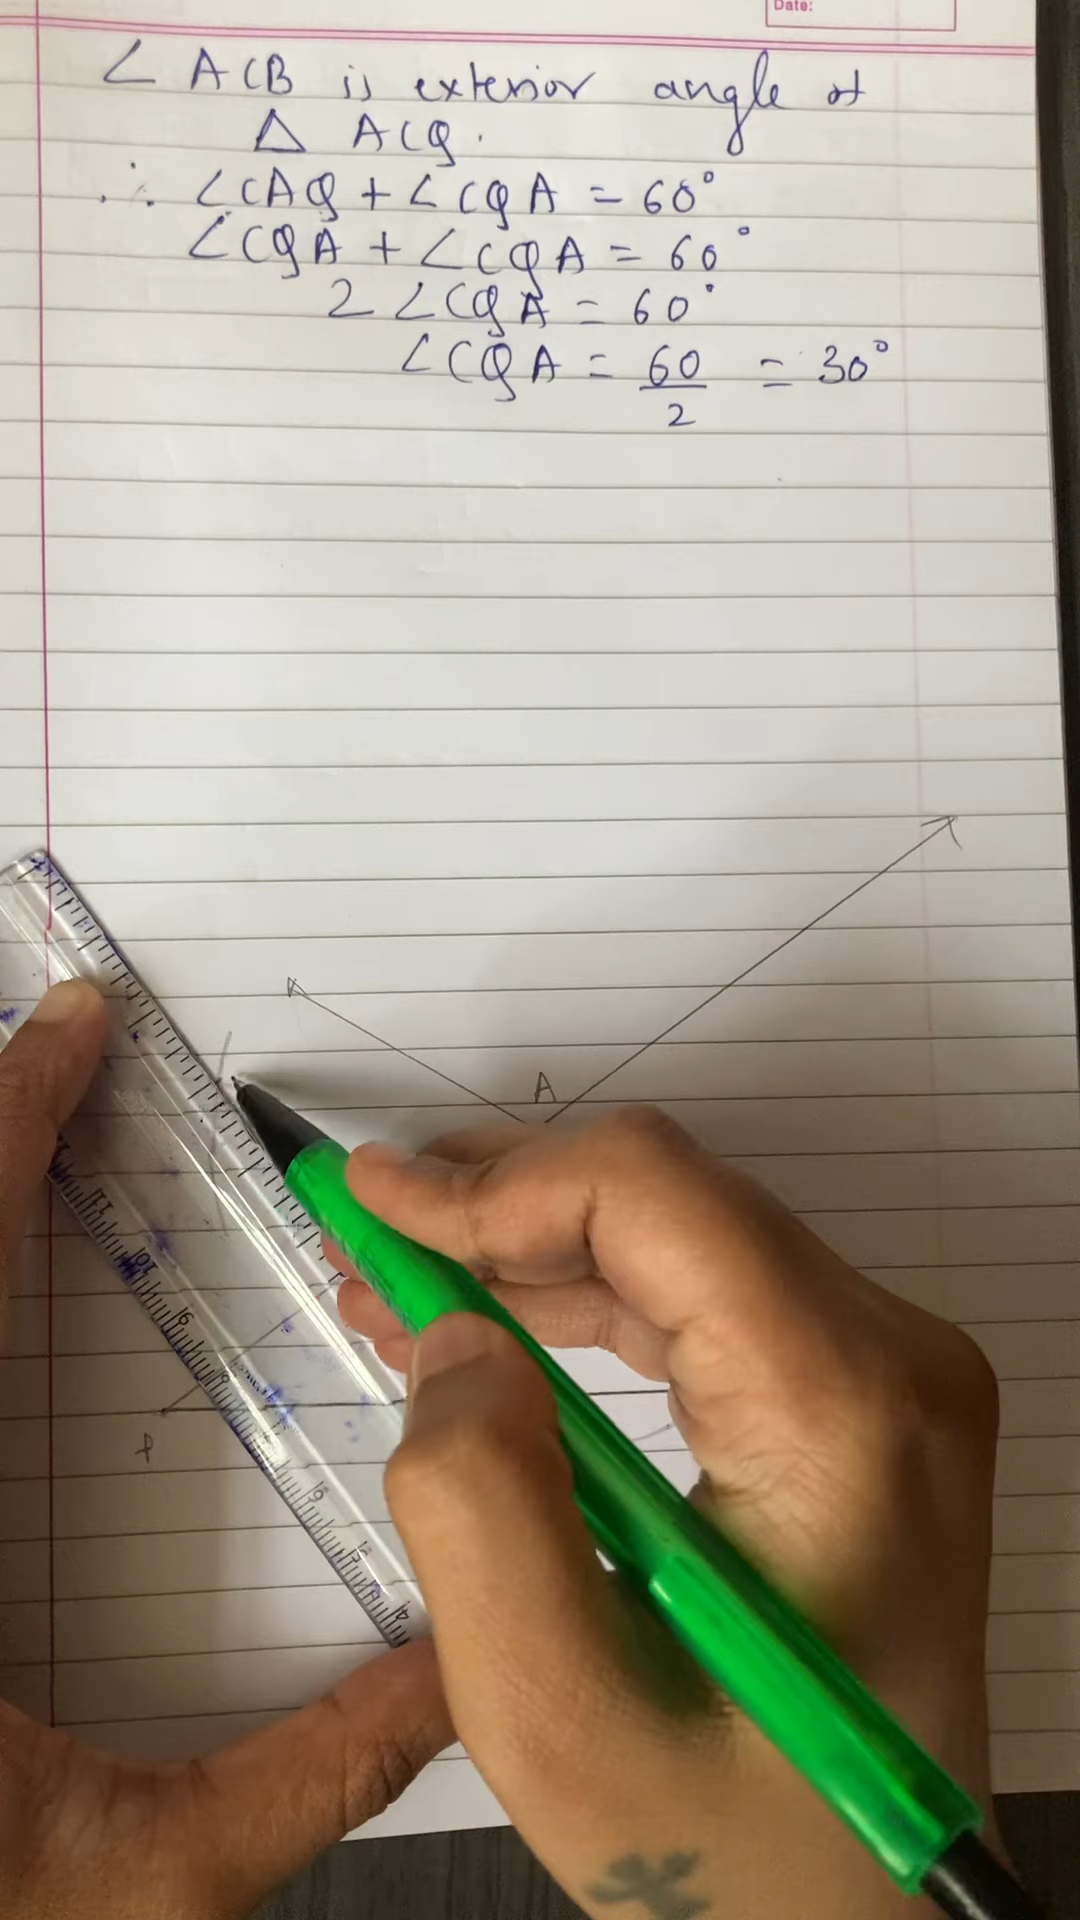 Date:
∠ ACB is exterior angle of
△ ACQ.
∴ ∠CAQ + ∠CQA = 60°
∠CQA + ∠CQA = 60°
2 ∠CQA = 60°
∠CQA = 60/2 = 30°
A
P